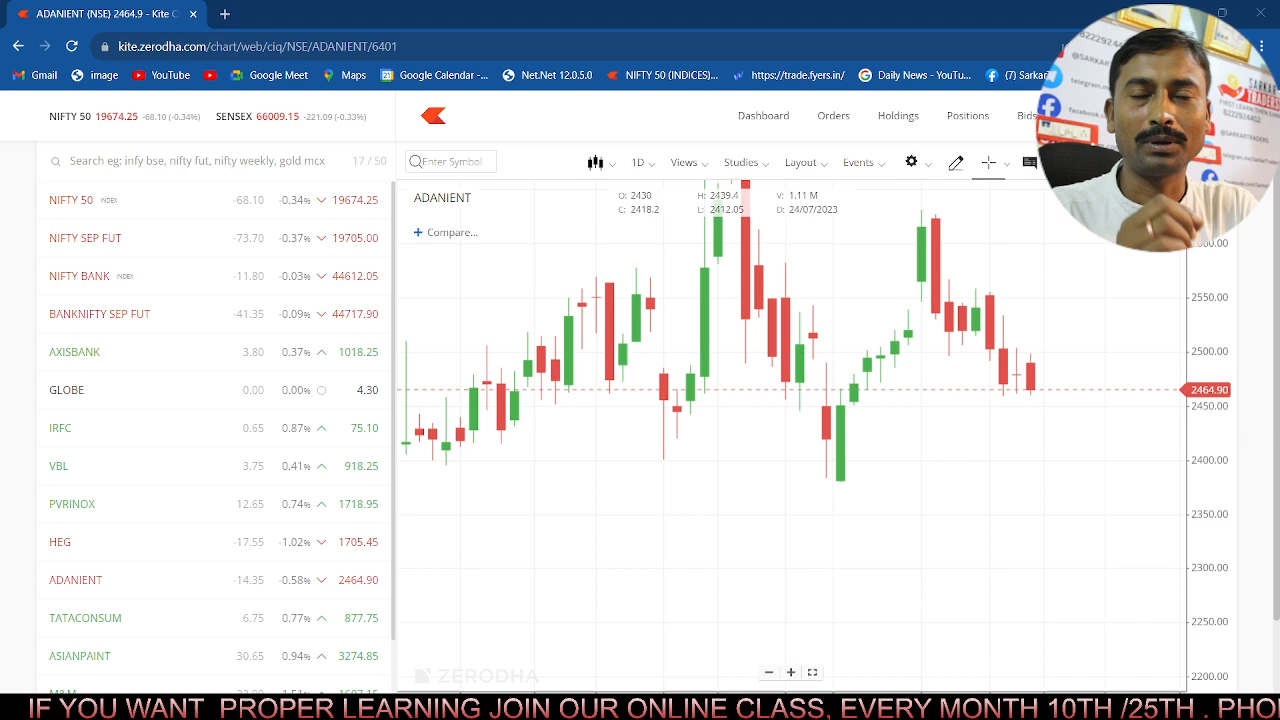 ADANIENT (NSE) 2464.9 - Kite C
kite.zerodha.com/chart/web/ciq/NSE/ADANIENT/6401
Gmail image YouTube Google Meet Maps Google Calendar -... Net.Net 12.0.5.0 NIFTY 50 (INDICES)... https://trade.fyers.in/ Daily News - YouTu... (7) Sarkar
NIFTY 50 19674.25 -68.10 (-0.34%) SENSEX 66009.15 -221.09 (-0.33%)
Dashboard Orders Holdings Positions Bids
Search eg: infy bse, nifty fut, nifty weekly, gold mcx 17 / 50
Enter Symbol 1D Views Studies Layout Events
NIFTY 50 INDEX -68.10 -0.34% 19674.25
NIFTY SEP FUT -73.70 -0.37% 19705.00
NIFTY BANK INDEX -11.80 -0.03% 44612.05
BANKNIFTY SEP FUT -41.35 -0.09% 44717.90
AXISBANK 3.80 0.37% 1018.25
GLOBE 0.00 0.00% 4.30
IRFC 0.65 0.87% 75.10
VBL 3.75 0.41% 918.25
PVRINOX 12.65 0.74% 1718.95
HEG -17.55 -1.02% 1705.45
ADANIENT -14.35 -0.58% 2464.90
TATACONSUM 6.75 0.77% 877.75
ASIANPAINT 30.65 0.94% 3274.85
ADANIENT
O: 2430 H: 2439.4 V: 1.11 M
C: 2418.2 L: 2412.05 D: 24/07/2023
Compare...
2550.00
2500.00
2464.90
2450.00
2400.00
2350.00
2300.00
2250.00
2200.00
ZERODHA
SARKAR
TRADERS
FIRST LEARN THEN
8222924432
telegram.m
facebook.c
IF YOU WANT PROPER LEARNING JOIN OUR ONLINE CLASS, EVERY MONTH 10TH /25TH . PHO